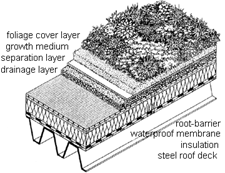 foliage cover layer
growth medium
separation layer
drainage layer
root-barrier
waterproof membrane
insulation
steel roof deck